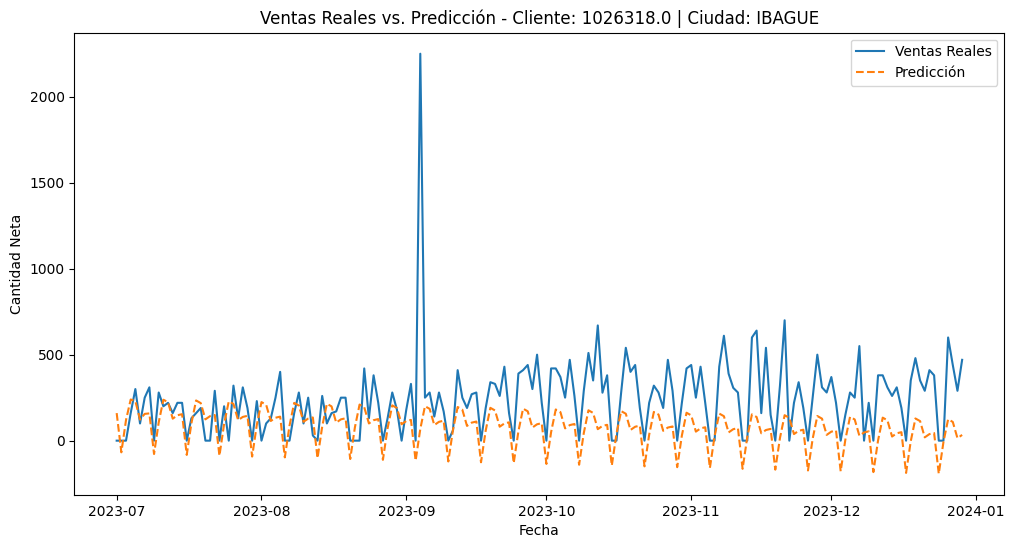 Ventas Reales vs. Predicción - Cliente: 1026318.0 | Ciudad: IBAGUE
Ventas Reales
Predicción
Cantidad Neta
2000
1500
1000
500
0
2023-07
2023-08
2023-09
2023-10
2023-11
2023-12
2024-01
Fecha